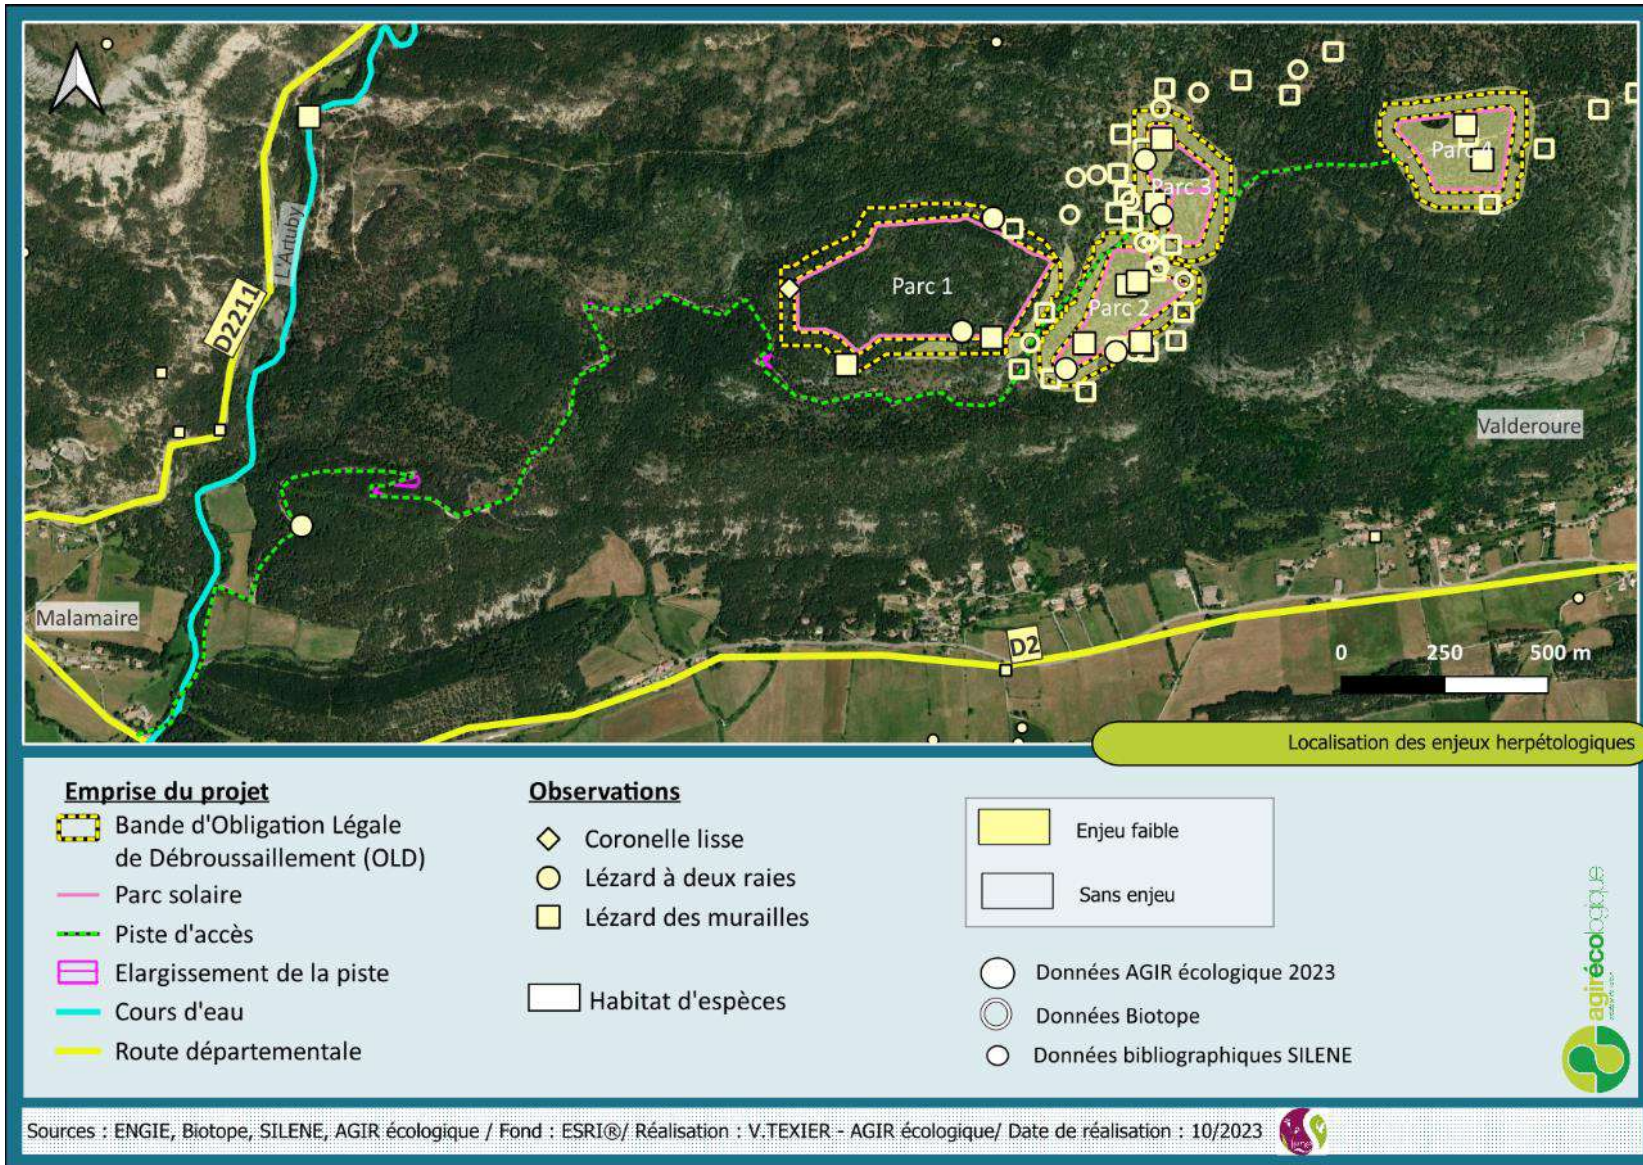 L'Artuby
D2211
Parc 1
Parc 2
Parc 3
Parc 4
Valderoure
Malamaire
D2
0 250 500 m
Localisation des enjeux herpétologiques
Emprise du projet
Bande d'Obligation Légale
de Débroussaillement (OLD)
Parc solaire
Piste d'accès
Elargissement de la piste
Cours d'eau
Route départementale
Observations
Coronelle lisse
Lézard à deux raies
Lézard des murailles
Habitat d'espèces
Enjeu faible
Sans enjeu
Données AGIR écologique 2023
Données Biotope
Données bibliographiques SILENE
agirécologique
Sources : ENGIE, Biotope, SILENE, AGIR écologique / Fond : ESRI®/ Réalisation : V.TEXIER - AGIR écologique/ Date de réalisation : 10/2023